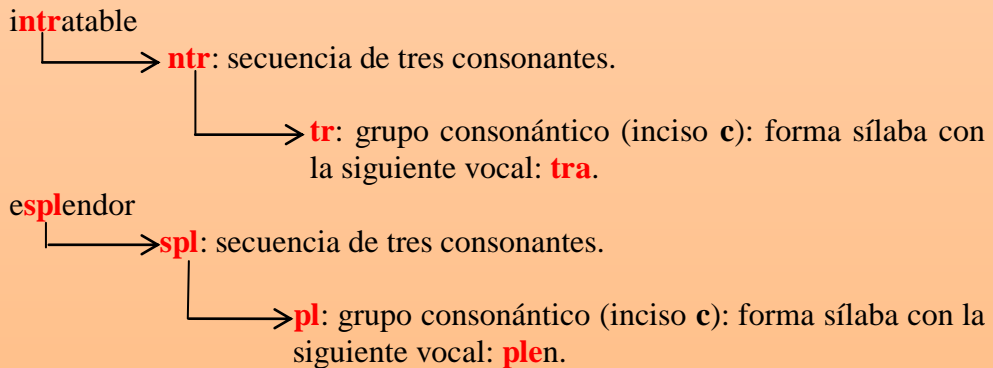 intratable
ntr: secuencia de tres consonantes.
tr: grupo consonántico (inciso c): forma sílaba con
la siguiente vocal: tra.
esplendor
spl: secuencia de tres consonantes.
pl: grupo consonántico (inciso c): forma sílaba con la
siguiente vocal: plen.